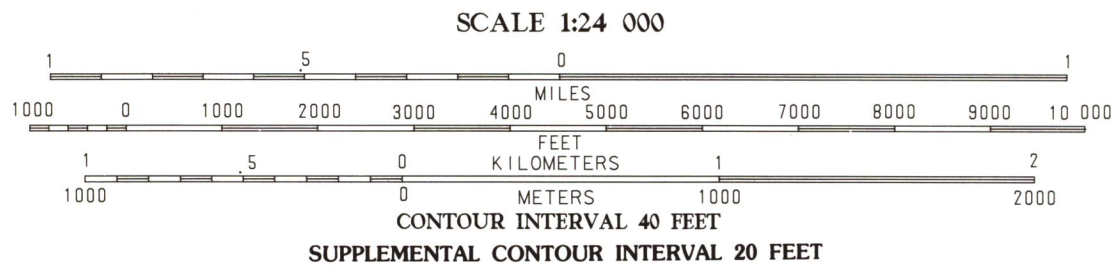 SCALE 1:24 000
1 .5 0 1
MILES
1000 0 1000 2000 3000 4000 5000 6000 7000 8000 9000 10 000
FEET
1 .5 0 KILOMETERS 1 2
1000 0 METERS 1000 2000
CONTOUR INTERVAL 40 FEET
SUPPLEMENTAL CONTOUR INTERVAL 20 FEET